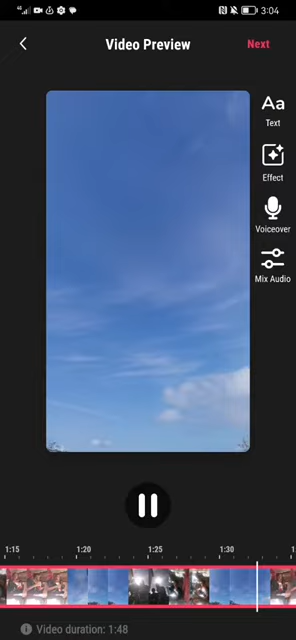 3:04
Video Preview
Next
Aa
Text
Effect
Voiceover
Mix Audio
1:15 1:20 1:25 1:30 1:
Video duration: 1:48